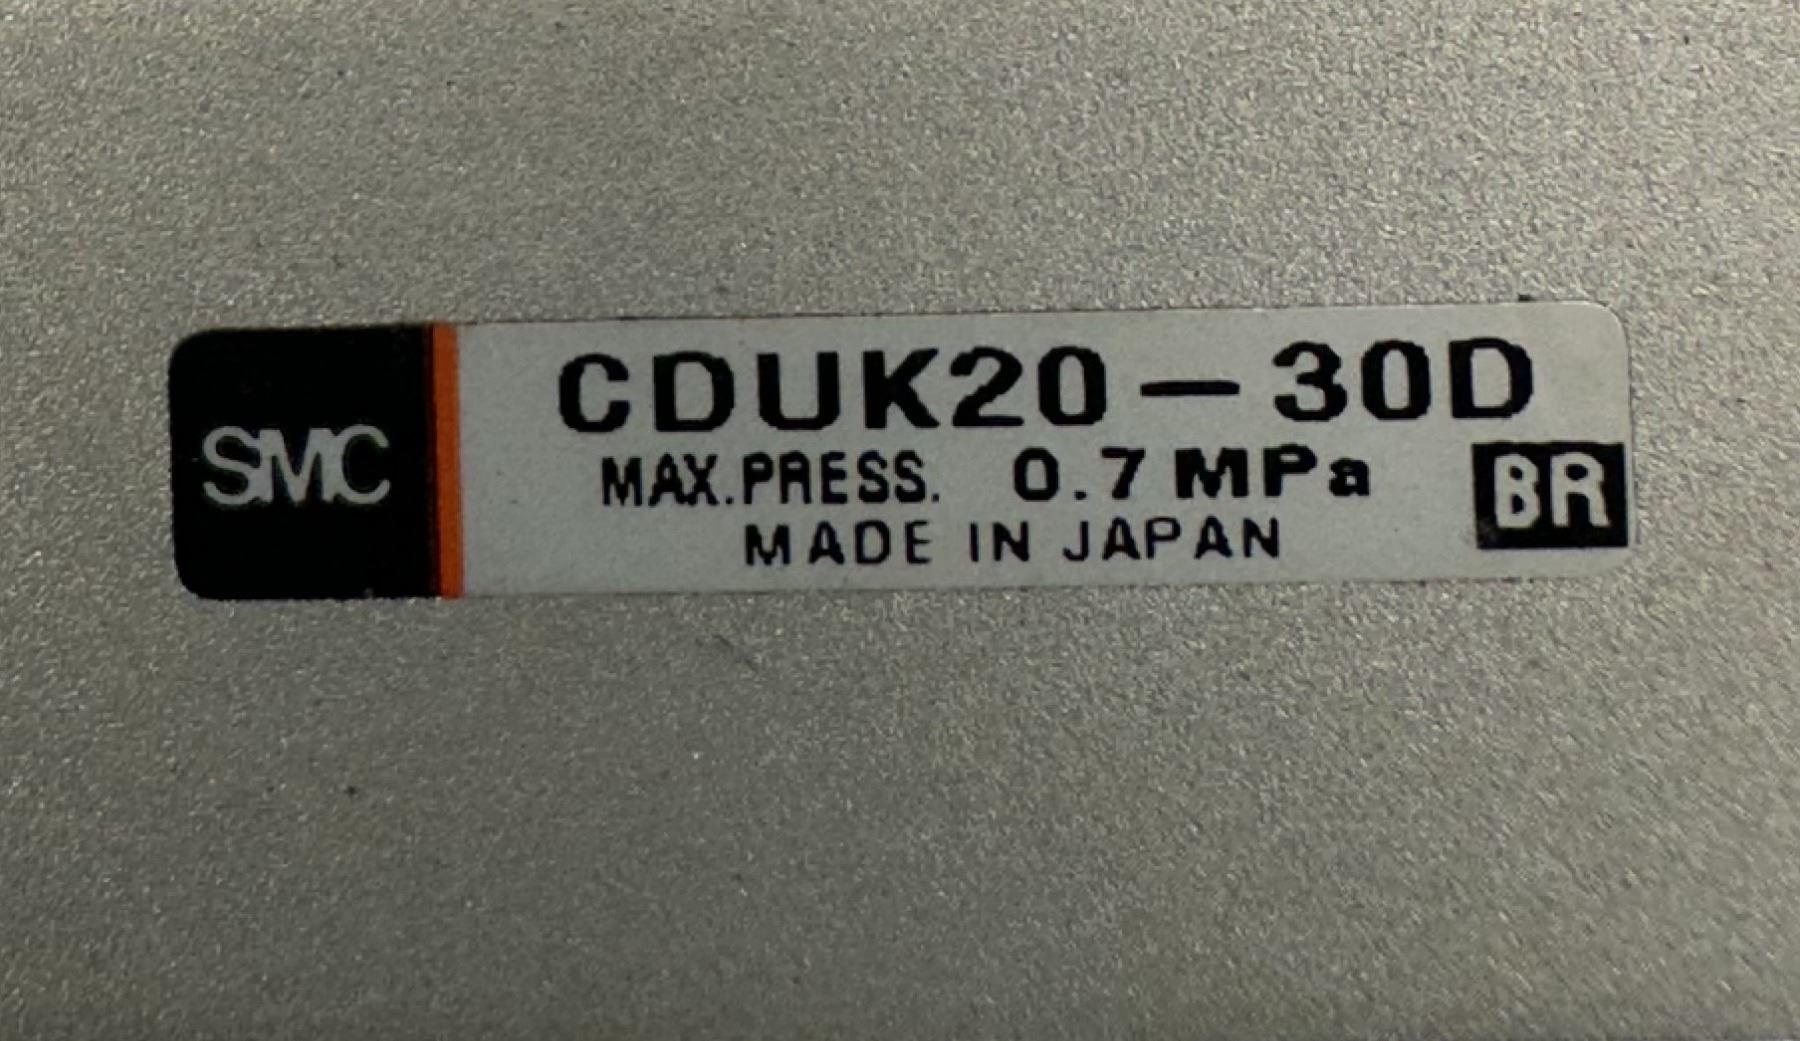 SMC
CDUK20-30D
MAX.PRESS. 0.7MPa
BR
MADE IN JAPAN